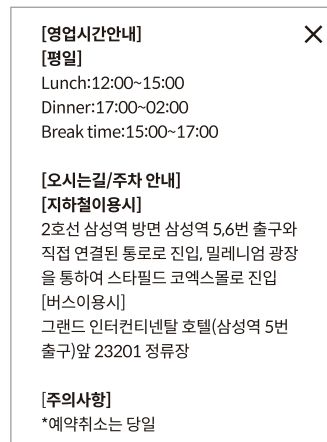 [영업시간안내]
[평일]
Lunch:12:00~15:00
Dinner:17:00~02:00
Break time:15:00~17:00
[오시는길/주차 안내]
[지하철이용시]
2호선 삼성역 방면 삼성역 5,6번 출구와
직접 연결된 통로로 진입, 밀레니엄 광장
을 통하여 스타필드 코엑스몰로 진입
[버스이용시]
그랜드 인터컨티넨탈 호텔(삼성역 5번
출구)앞 23201 정류장
[주의사항]
*예약취소는 당일